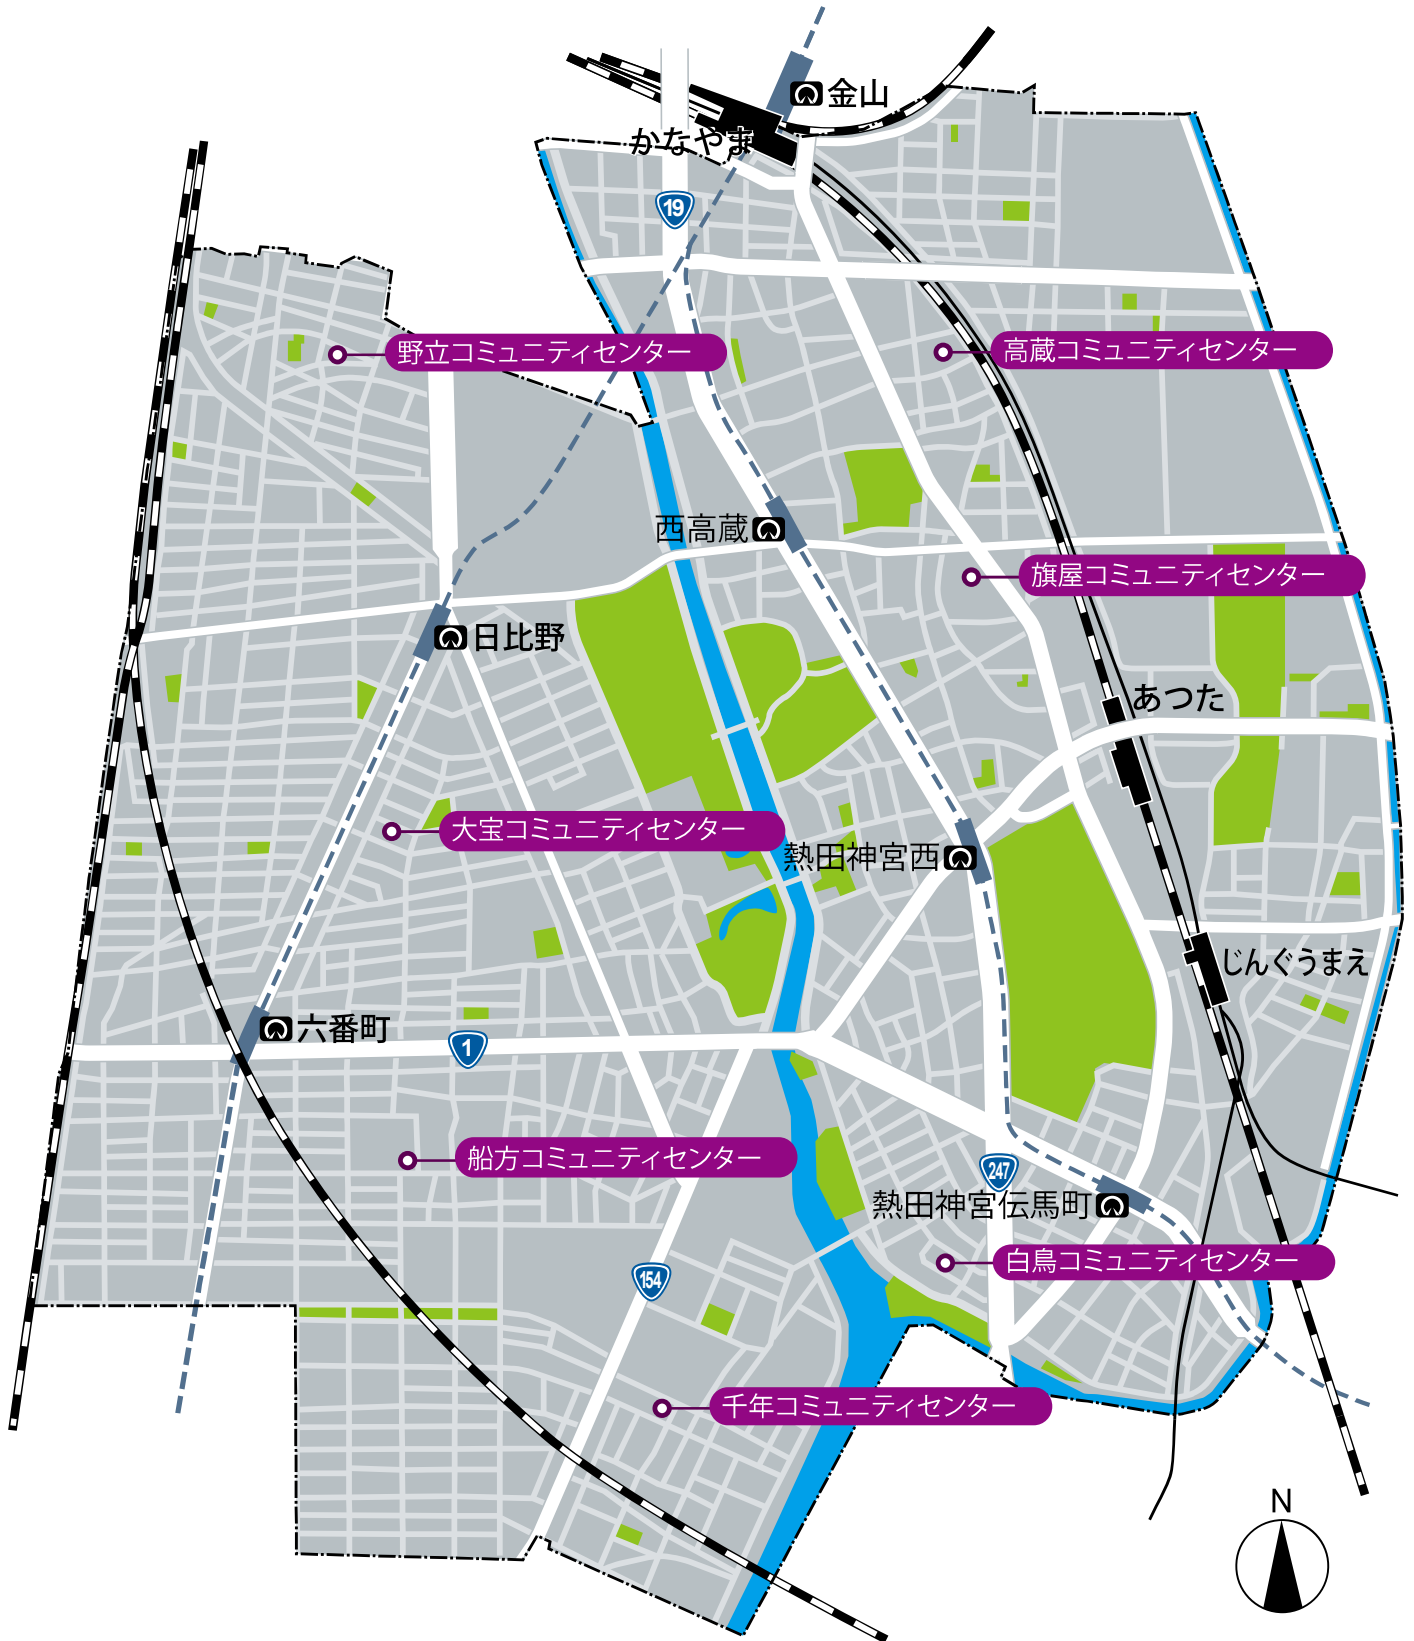 金山
かなやま
19
野立コミュニティセンター
高蔵コミュニティセンター
西高蔵
旗屋コミュニティセンター
日比野
あつた
大宝コミュニティセンター
熱田神宮西
じんぐうまえ
六番町
1
船方コミュニティセンター
247
熱田神宮伝馬町
白鳥コミュニティセンター
154
千年コミュニティセンター
N